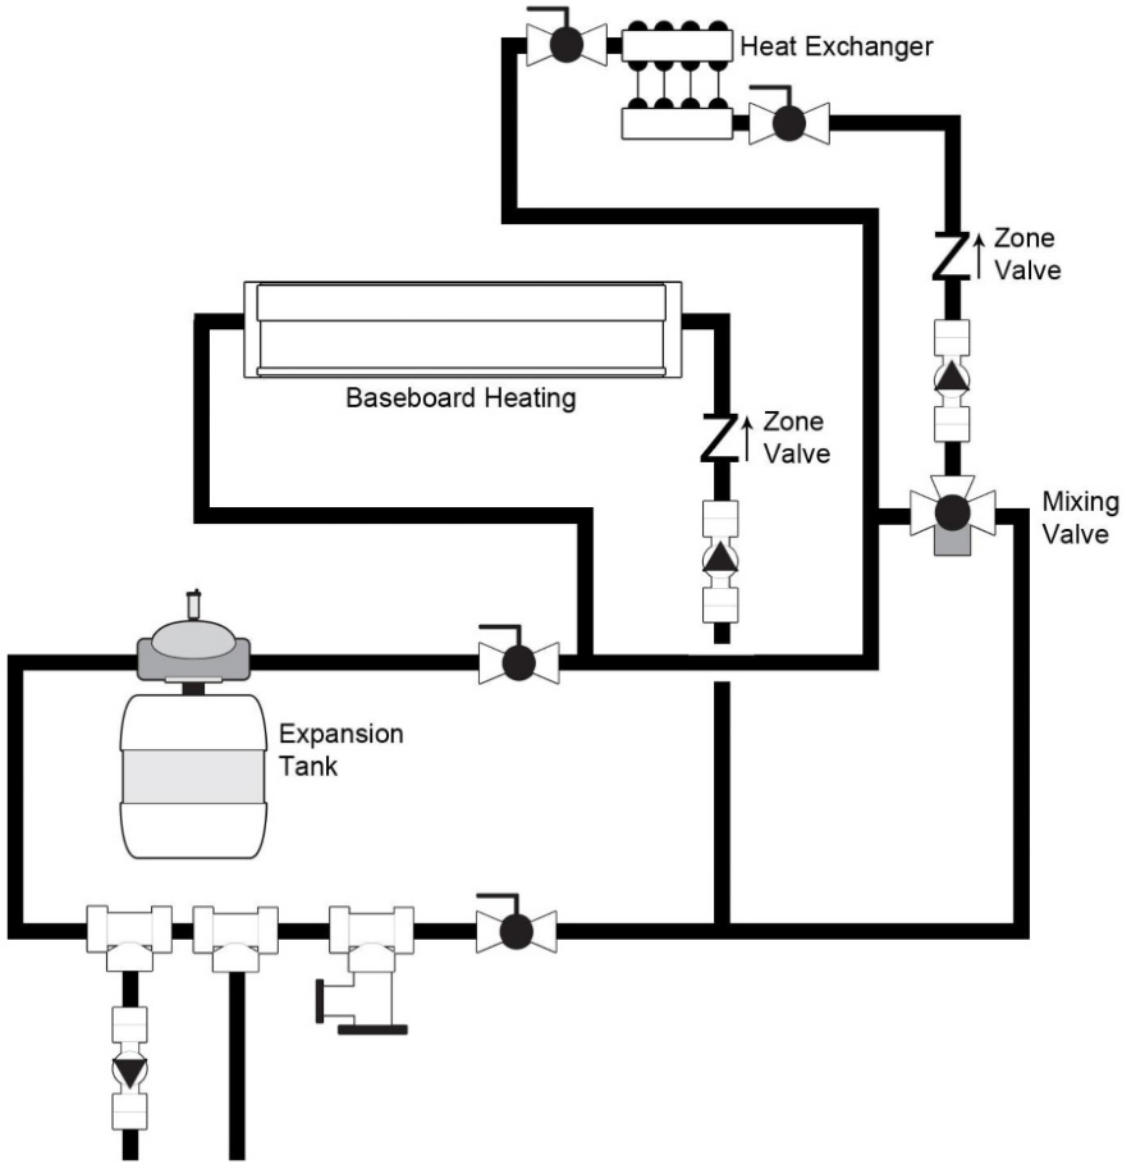 Heat Exchanger
Zone
Valve
Baseboard Heating
Zone
Valve
Mixing
Valve
Expansion
Tank